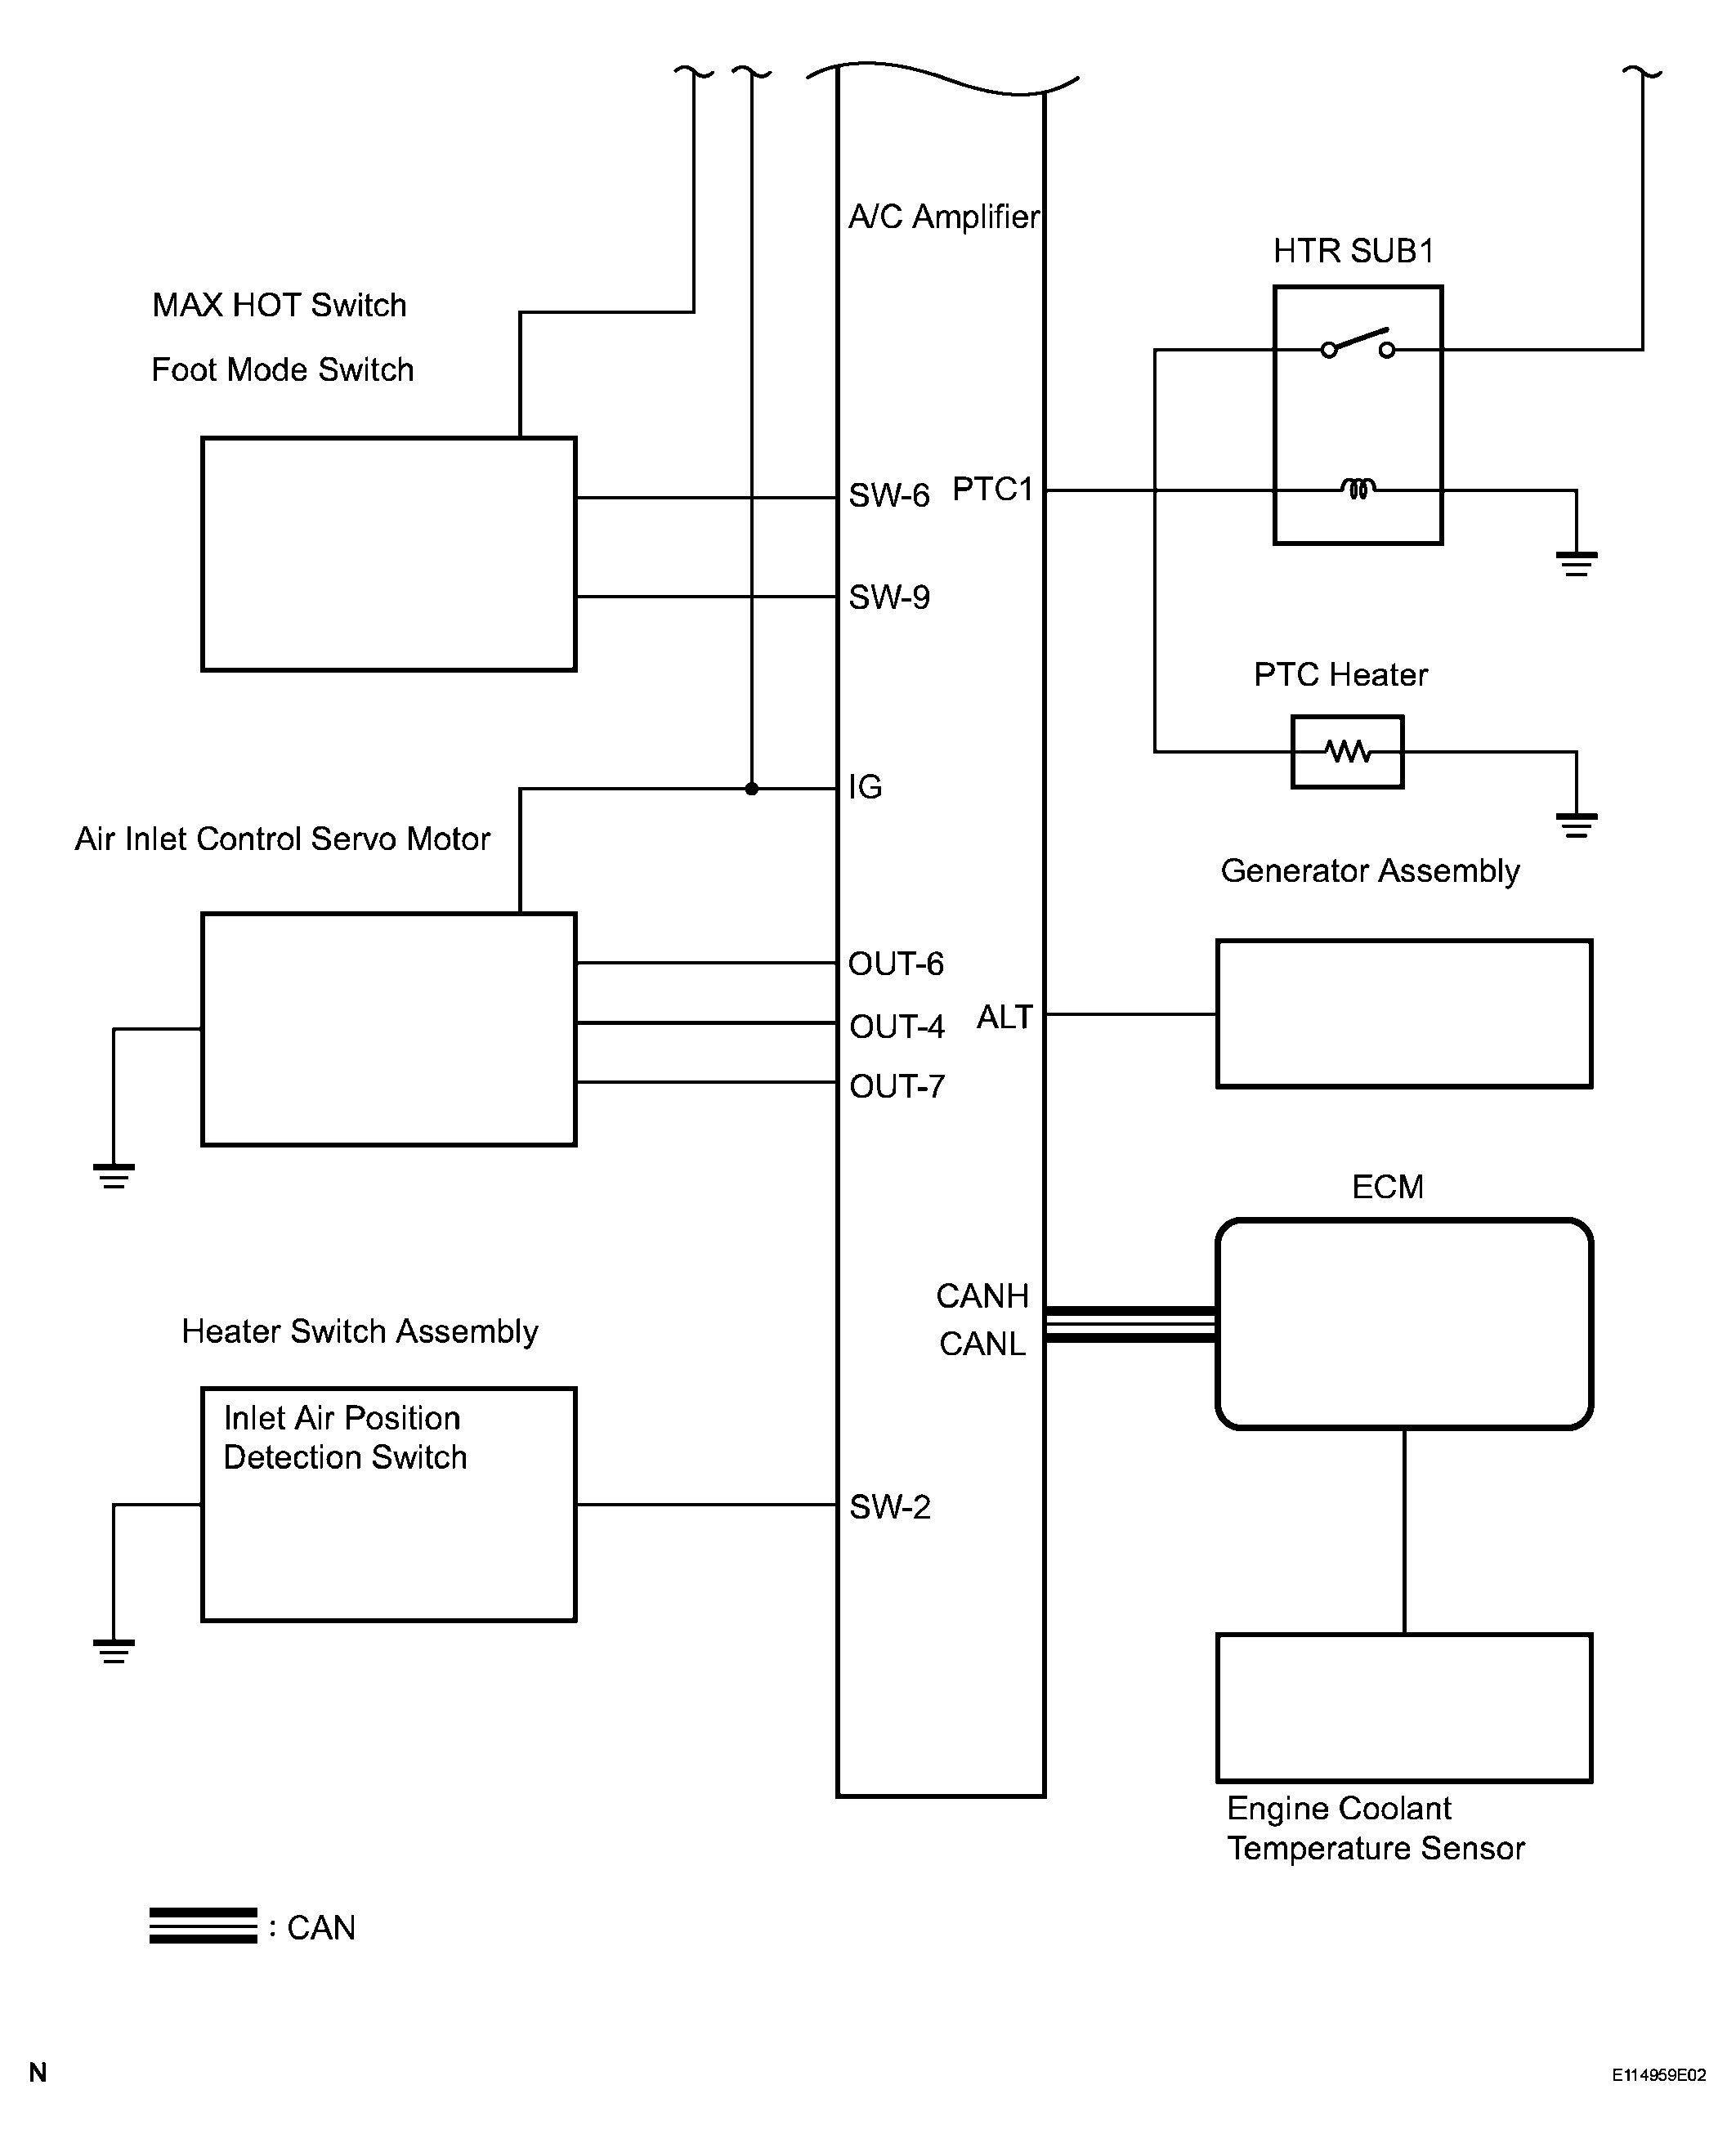 A/C Amplifier
HTR SUB1
MAX HOT Switch
Foot Mode Switch
SW-6
PTC1
SW-9
PTC Heater
IG
Air Inlet Control Servo Motor
Generator Assembly
OUT-6
OUT-4
ALT
OUT-7
ECM
CANH
CANL
Heater Switch Assembly
Inlet Air Position
Detection Switch
SW-2
Engine Coolant
Temperature Sensor
: CAN
N
E114959E02